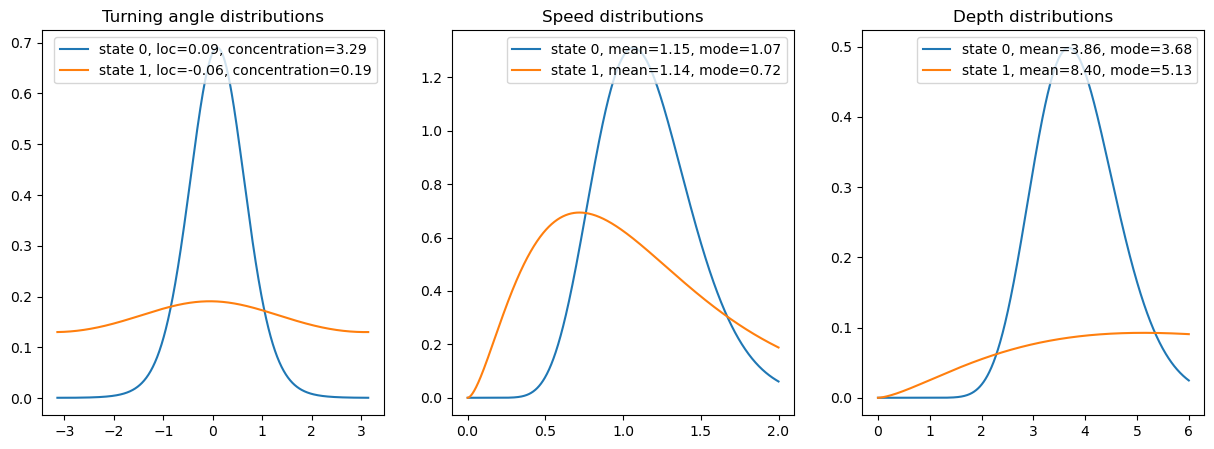 Turning angle distributions
state 0, loc=0.09, concentration=3.29
state 1, loc=-0.06, concentration=0.19
0.7
0.6
0.5
0.4
0.3
0.2
0.1
0.0
−3 −2 −1 0 1 2 3
Speed distributions
state 0, mean=1.15, mode=1.07
state 1, mean=1.14, mode=0.72
1.2
1.0
0.8
0.6
0.4
0.2
0.0
0.0 0.5 1.0 1.5 2.0
Depth distributions
state 0, mean=3.86, mode=3.68
state 1, mean=8.40, mode=5.13
0.5
0.4
0.3
0.2
0.1
0.0
0 1 2 3 4 5 6